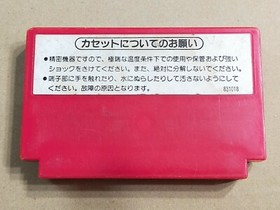 カセットについてのお願い
●精密機器ですので、極端な温度条件下での使用や保管および強い
ショックをさけてください。また、絶対に分解しないでください。
●端子部に手を触れたり、水にぬらしたりして汚さないようにして
ください。故障の原因となります。